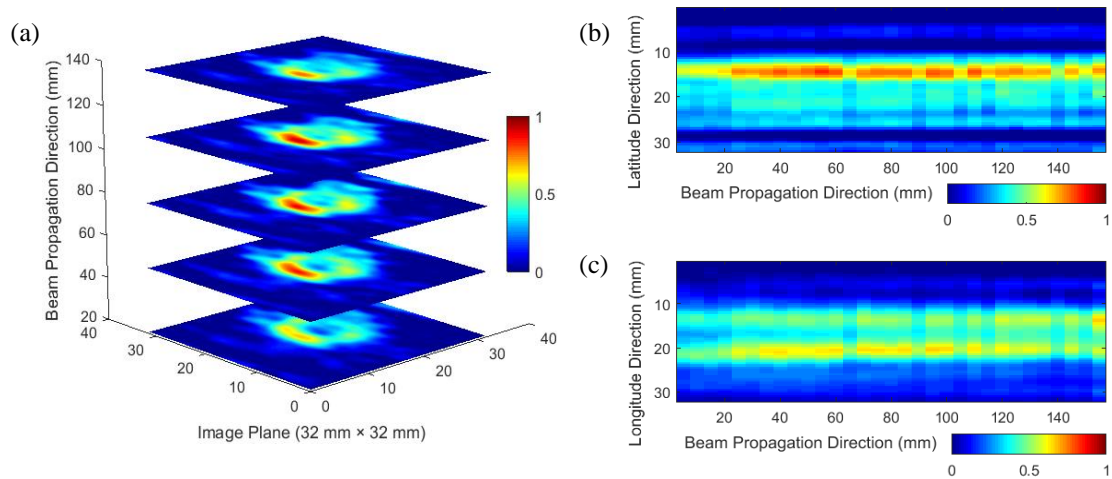 (a)
140
120
100
80
60
40
20
Beam Propagation Direction (mm)
40
30
20
10
0
0
10
20
30
40
Image Plane (32 mm × 32 mm)
1
0.5
0
(b)
Latitude Direction (mm)
10
20
30
20 40 60 80 100 120 140
Beam Propagation Direction (mm)
0 0.5 1
(c)
Longitude Direction (mm)
10
20
30
20 40 60 80 100 120 140
Beam Propagation Direction (mm)
0 0.5 1